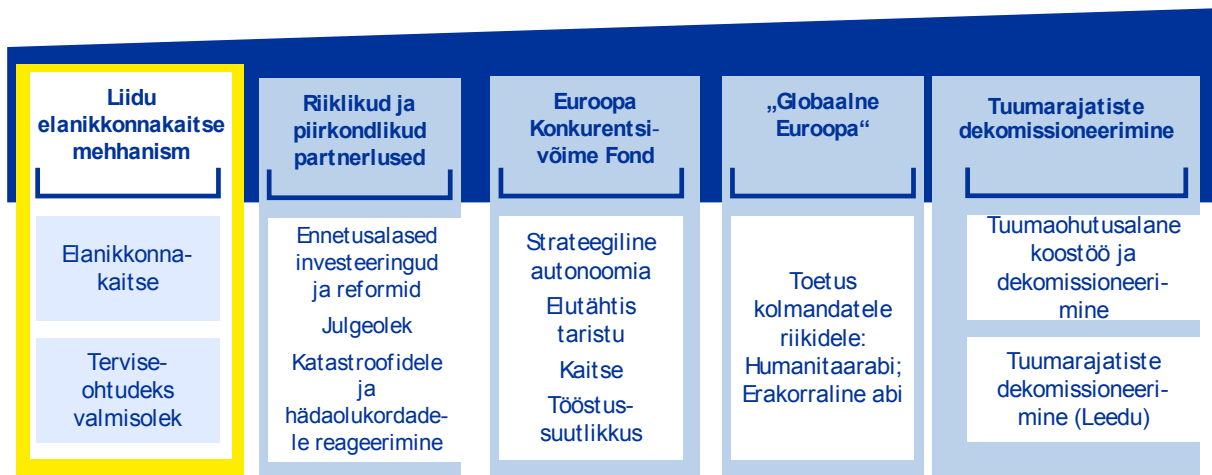 Liidu
elanikkonnakaitse
mehhanism
Elanikkonna-
kaitse
Tervise-
ohtudeks
valmisolek
Riiklikud ja
piirkondlikud
partnerlused
Ennetusalased
investeeringud
ja reformid
Julgeolek
Katastroofidele
ja
hädaolukordade-
le reageerimine
Euroopa
Konkurentsi-
võime Fond
Strateegiline
autonoomia
Elutähtis
taristu
Kaitse
Tööstus-
suutlikkus
„Globaalne
Euroopa“
Toetus
kolmandatele
riikidele:
Humanitaarabi;
Erakorraline abi
Tuumarajatiste
dekomissioneerimine
Tuumaohutusalane
koostöö ja
dekomissioneeri-
mine
Tuumarajatiste
dekomissioneeri-
mine (Leedu)